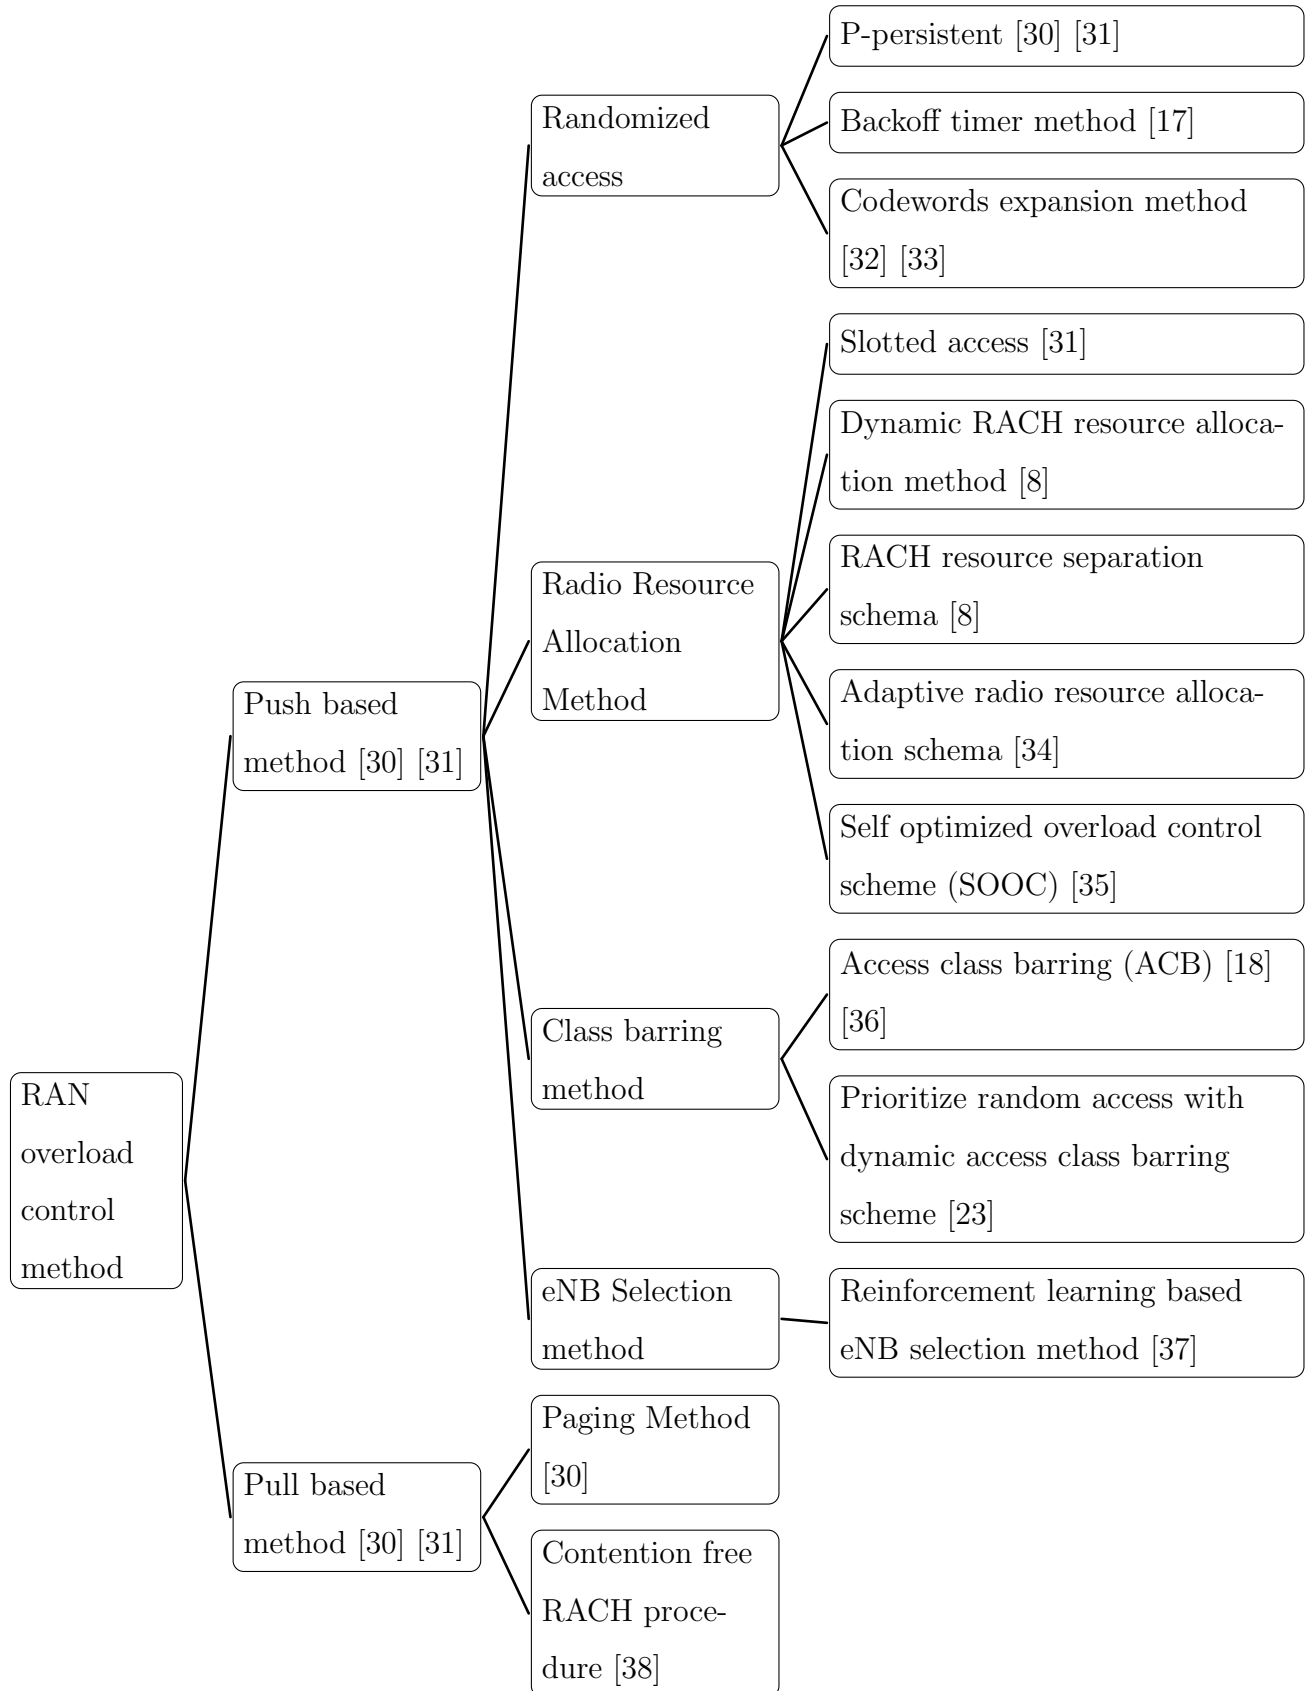 P-persistent [30] [31]
Randomized
access
Backoff timer method [17]
Codewords expansion method
[32] [33]
Slotted access [31]
Dynamic RACH resource alloca-
tion method [8]
RACH resource separation
schema [8]
Radio Resource
Allocation
Method
Adaptive radio resource alloca-
tion schema [34]
Push based
method [30] [31]
Self optimized overload control
scheme (SOOC) [35]
Access class barring (ACB) [18]
[36]
Class barring
method
Prioritize random access with
dynamic access class barring
scheme [23]
RAN
overload
control
method
eNB Selection
method
Reinforcement learning based
eNB selection method [37]
Paging Method
[30]
Pull based
method [30] [31]
Contention free
RACH proce-
dure [38]